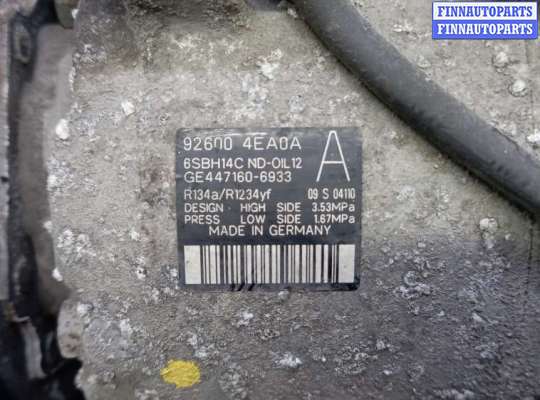 FINNAUTOPARTS
FINNAUTOPARTS
92600 4EA0A A
6SBH14C ND-OIL12
GE447160-6933
R134a/R1234yf 09 S 04110
DESIGN HIGH SIDE 3.53MPa
PRESS LOW SIDE 1.67MPa
MADE IN GERMANY